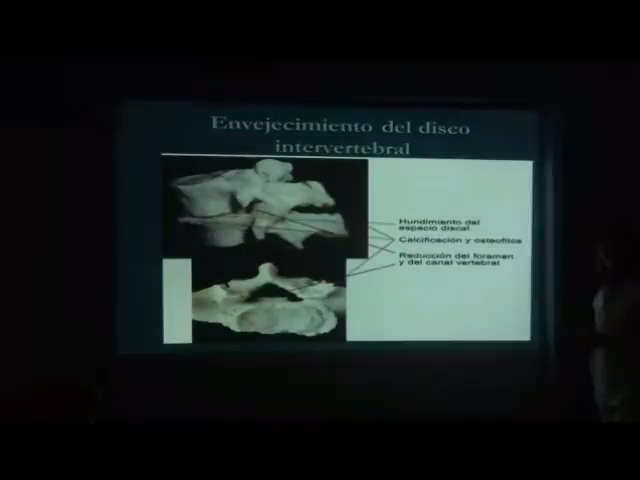 Envejecimiento del disco
intervertebral
Hundimiento del
espacio discal
Calcificación y osteofitos
Reducción del foramen
y del canal vertebral